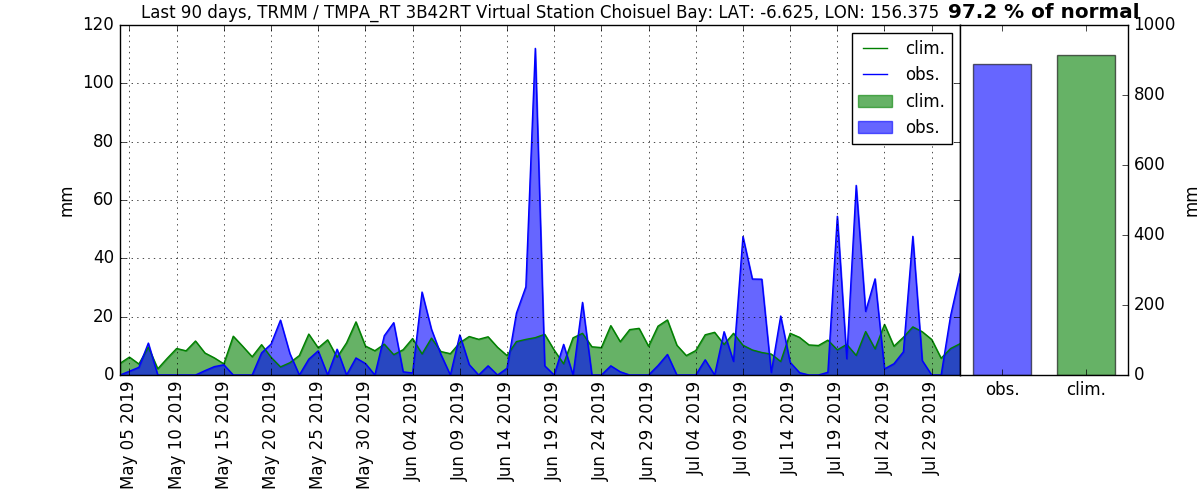 Last 90 days, TRMM / TMPA_RT 3B42RT Virtual Station Choisuel Bay: LAT: -6.625, LON: 156.375 97.2 % of normal
120
100
80
60
40
20
0
mm
clim.
obs.
clim.
obs.
1000
800
600
400
200
0
mm
May 05 2019
May 10 2019
May 15 2019
May 20 2019
May 25 2019
May 30 2019
Jun 04 2019
Jun 09 2019
Jun 14 2019
Jun 19 2019
Jun 24 2019
Jun 29 2019
Jul 04 2019
Jul 09 2019
Jul 14 2019
Jul 19 2019
Jul 24 2019
Jul 29 2019
obs.
clim.